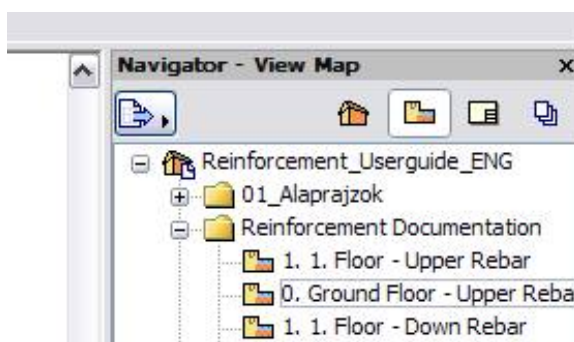 Navigator - View Map x
Reinforcement_Userguide_ENG
01_Alaprajzok
Reinforcement Documentation
1. 1. Floor - Upper Rebar
0. Ground Floor - Upper Reba
1. 1. Floor - Down Rebar